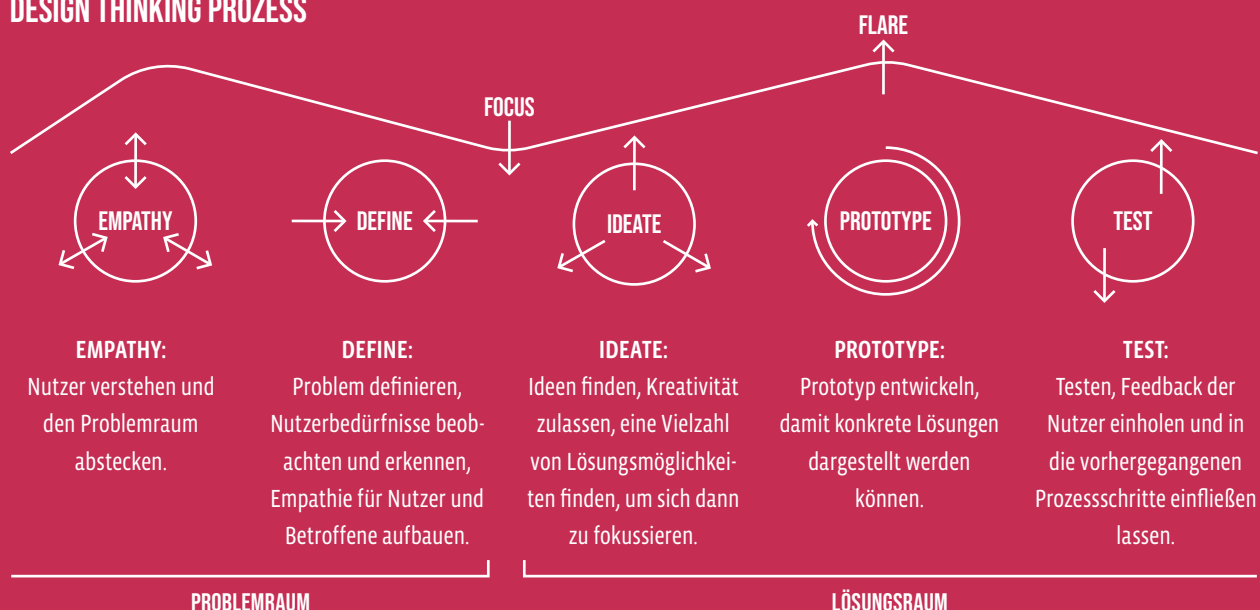 DESIGN THINKING PROZESS
FLARE
FOCUS
EMPATHY
DEFINE
IDEATE
PROTOTYPE
TEST
EMPATHY:
Nutzer verstehen und
den Problemraum
abstecken.
DEFINE:
Problem definieren,
Nutzerbedürfnisse beob-
achten und erkennen,
Empathie für Nutzer und
Betroffene aufbauen.
IDEATE:
Ideen finden, Kreativität
zulassen, eine Vielzahl
von Lösungsmöglichkei-
ten finden, um sich dann
zu fokussieren.
PROTOTYPE:
Prototyp entwickeln,
damit konkrete Lösungen
dargestellt werden
können.
TEST:
Testen, Feedback der
Nutzer einholen und in
die vorhergegangenen
Prozessschritte einfließen
lassen.
PROBLEMRAUM
LÖSUNGSRAUM